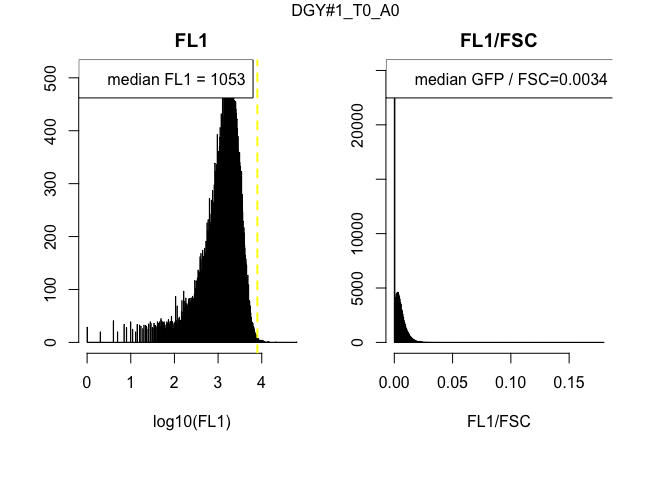 DGY#1_T0_A0
FL1
median FL1 = 1053
0 100 200 300 400 500
0 1 2 3 4
log10(FL1)
FL1/FSC
median GFP / FSC=0.0034
0 5000 10000 20000
0.00 0.05 0.10 0.15
FL1/FSC